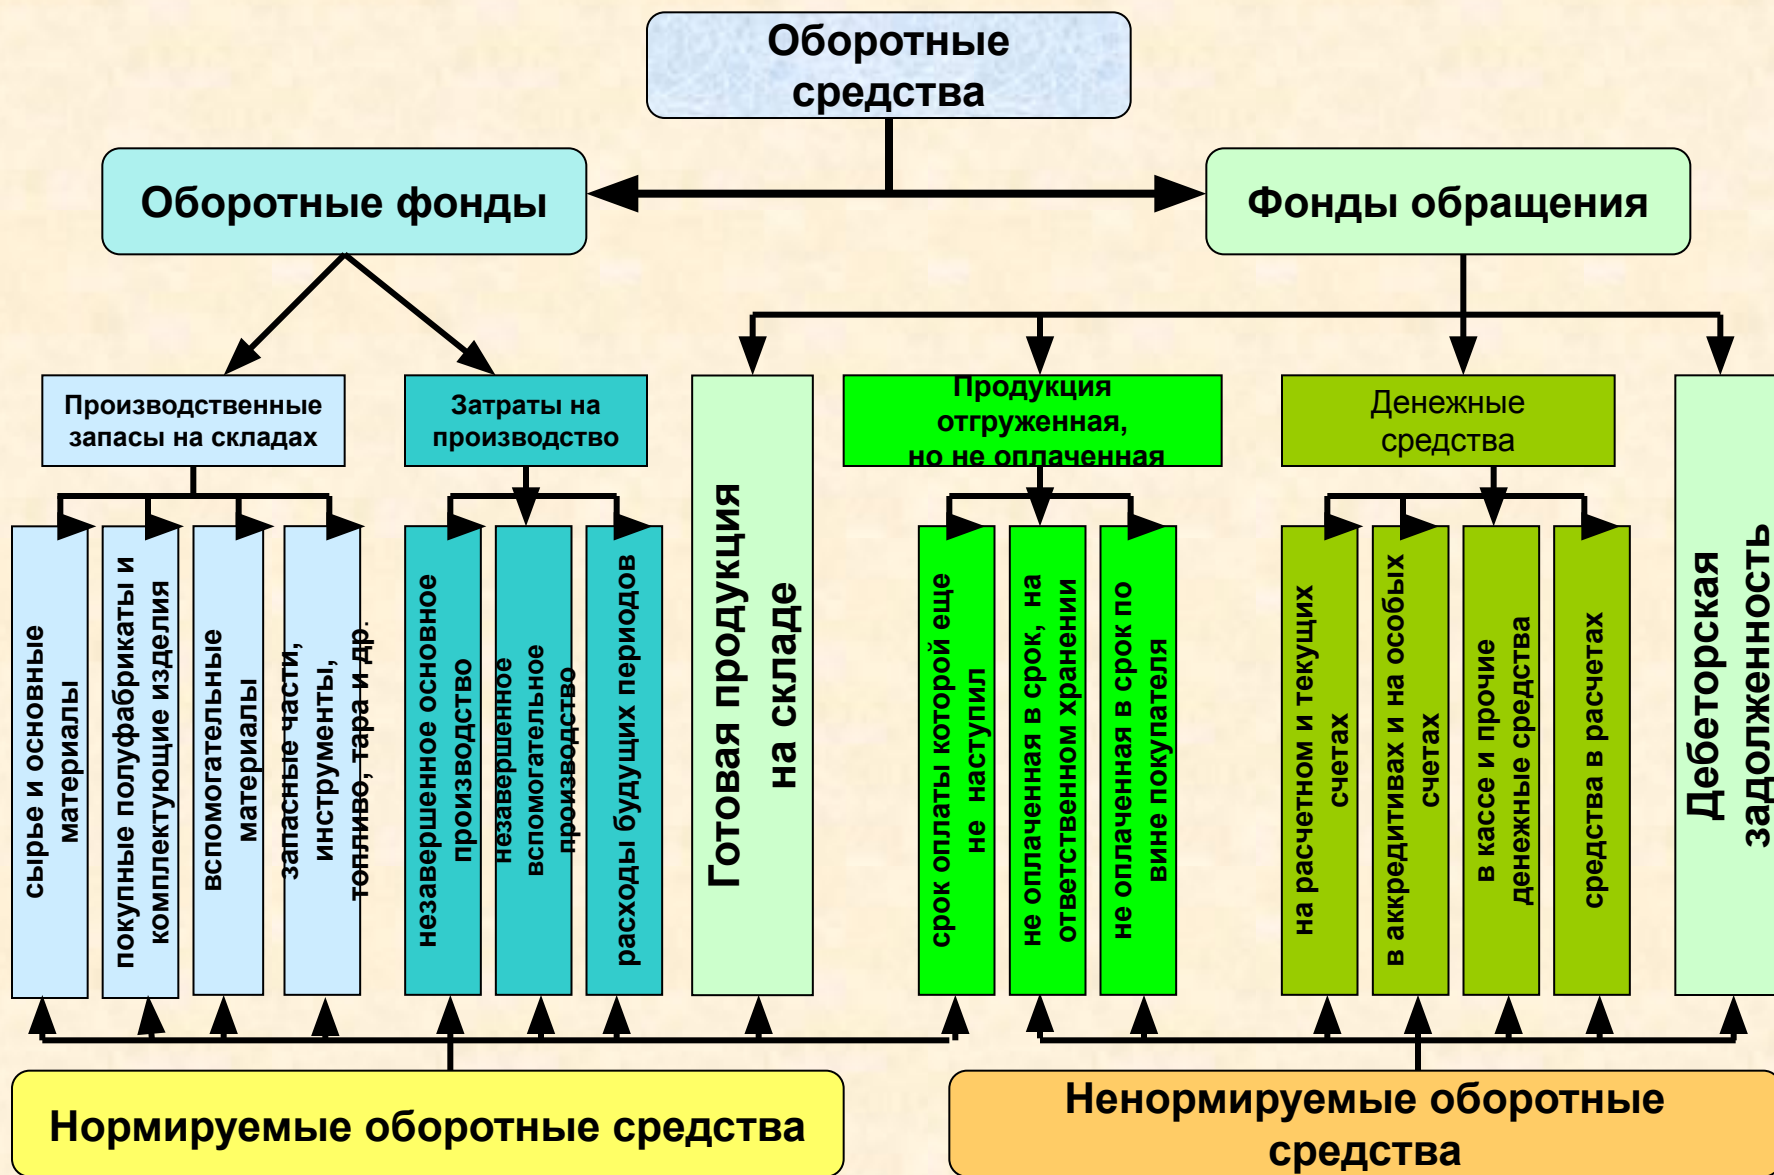 Оборотные
средства
Оборотные фонды
Фонды обращения
Производственные
запасы на складах
Затраты на
производство
Готовая продукция
на складе
Продукция
отгруженная,
но не оплаченная
Денежные
средства
Дебеторская
задолженность
сырье и основные
материалы
покупные полуфабрикаты и
комплектующие изделия
вспомогательные
материалы
запасные части,
инструменты,
топливо, тара и др.
незавершенное основное
производство
незавершенное
вспомогательное
производство
расходы будущих периодов
срок оплаты которой еще
не наступил
не оплаченная в срок, на
ответственном хранении
не оплаченная в срок по
вине покупателя
на расчетном и текущих
счетах
в аккредитивах и на особых
счетах
в кассе и прочие
денежные средства
средства в расчетах
Нормируемые оборотные средства
Ненормируемые оборотные
средства